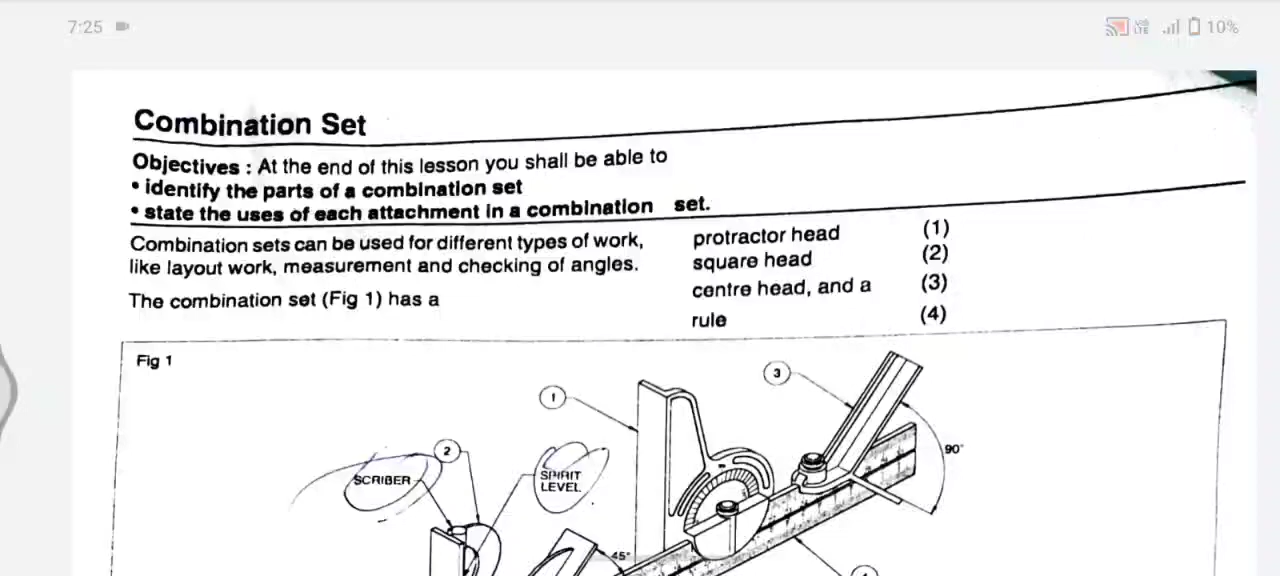 7:25
VoLTE 10%
Combination Set
Objectives : At the end of this lesson you shall be able to
• identify the parts of a combination set
• state the uses of each attachment in a combination set.
Combination sets can be used for different types of work,
like layout work, measurement and checking of angles.
The combination set (Fig 1) has a
protractor head (1)
square head (2)
centre head, and a (3)
rule (4)
Fig 1
1
3
2
90°
SCRIBER
SPIRIT
LEVEL
45°
4